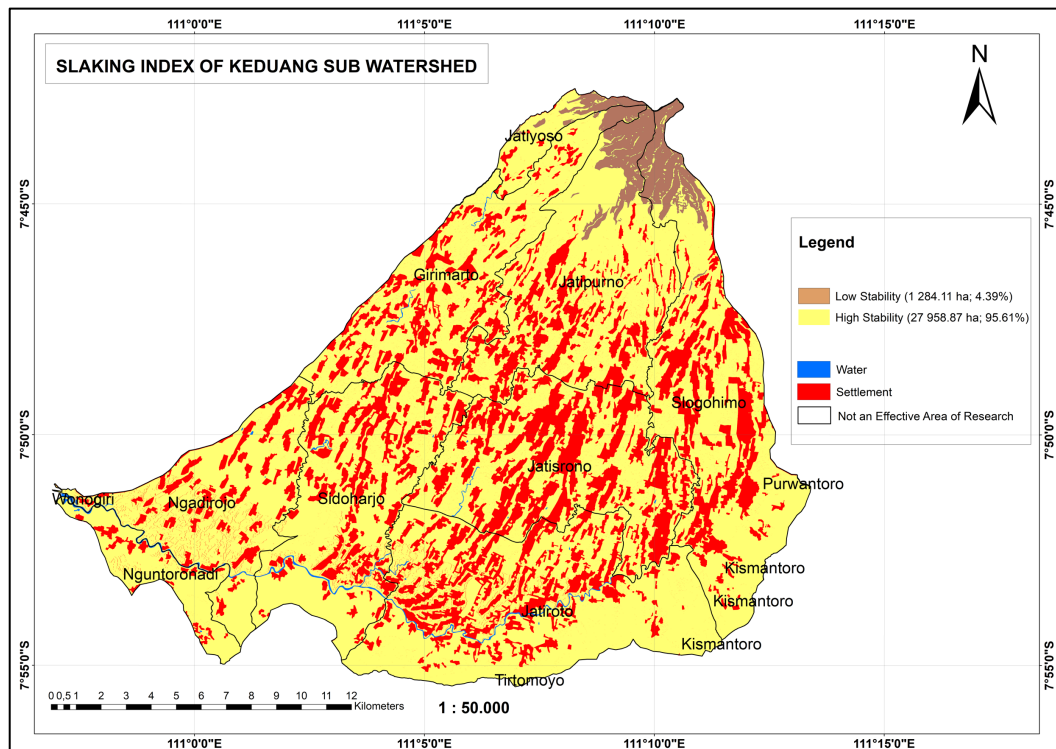 111°0'0"E
111°5'0"E
111°10'0"E
111°15'0"E
SLAKING INDEX OF KEDUANG SUB WATERSHED
N
Jatiyoso
7°45'0"S
7°45'0"S
Legend
Girimarto
Jatipurno
Low Stability (1 284.11 ha; 4.39%)
High Stability (27 958.87 ha; 95.61%)
Water
Settlement
Not an Effective Area of Research
Slogohimo
7°50'0"S
7°50'0"S
Jatisrono
Purwantoro
Wonogiri
Ngadirojo
Sidoharjo
Nguntoronadi
Kismantoro
Kismantoro
Jatiroto
Kismantoro
7°55'0"S
7°55'0"S
Tirtomoyo
0 0,5 1 2 3 4 5 6 7 8 9 10 11 12
Kilometers
1 : 50.000
111°0'0"E
111°5'0"E
111°10'0"E
111°15'0"E